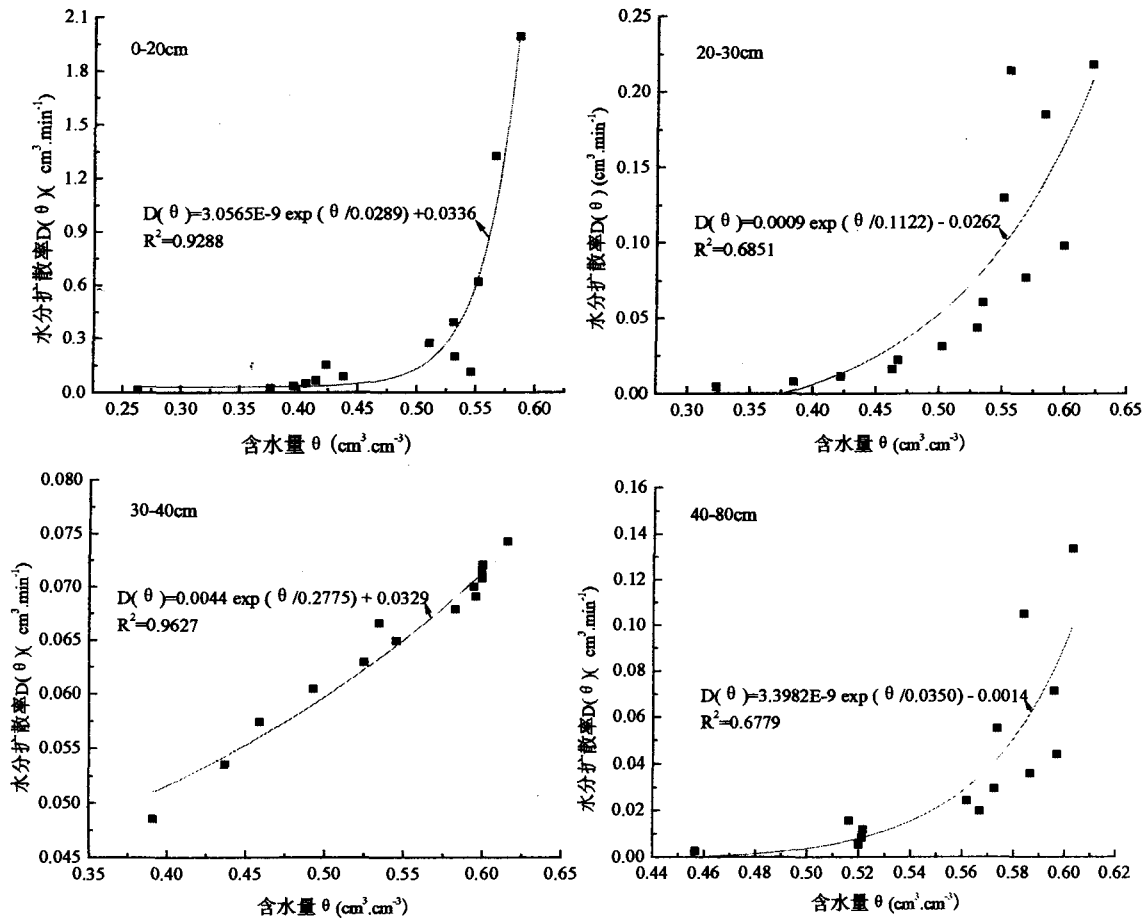 0-20cm
水分扩散率D(θ)( cm³.min⁻¹)
2.1
1.8
1.5
1.2
0.9
0.6
0.3
0.0
D(θ)=3.0565E-9 exp (θ/0.0289) +0.0336
R²=0.9288
0.25 0.30 0.35 0.40 0.45 0.50 0.55 0.60
含水量 θ (cm³.cm⁻³)
20-30cm
水分扩散率D(θ) (cm³.min⁻¹)
0.25
0.20
0.15
0.10
0.05
0.00
D(θ)=0.0009 exp (θ/0.1122) - 0.0262
R²=0.6851
0.30 0.35 0.40 0.45 0.50 0.55 0.60 0.65
含水量 θ (cm³.cm⁻³)
30-40cm
水分扩散率D(θ)( cm³.min⁻¹)
0.080
0.075
0.070
0.065
0.060
0.055
0.050
0.045
D(θ)=0.0044 exp (θ/0.2775) + 0.0329
R²=0.9627
0.35 0.40 0.45 0.50 0.55 0.60 0.65
含水量 θ (cm³.cm⁻³)
40-80cm
水分扩散率D(θ)( cm³.min⁻¹)
0.16
0.14
0.12
0.10
0.08
0.06
0.04
0.02
0.00
D(θ)=3.3982E-9 exp (θ/0.0350) - 0.0014
R²=0.6779
0.44 0.46 0.48 0.50 0.52 0.54 0.56 0.58 0.60 0.62
含水量 θ (cm³.cm⁻³)